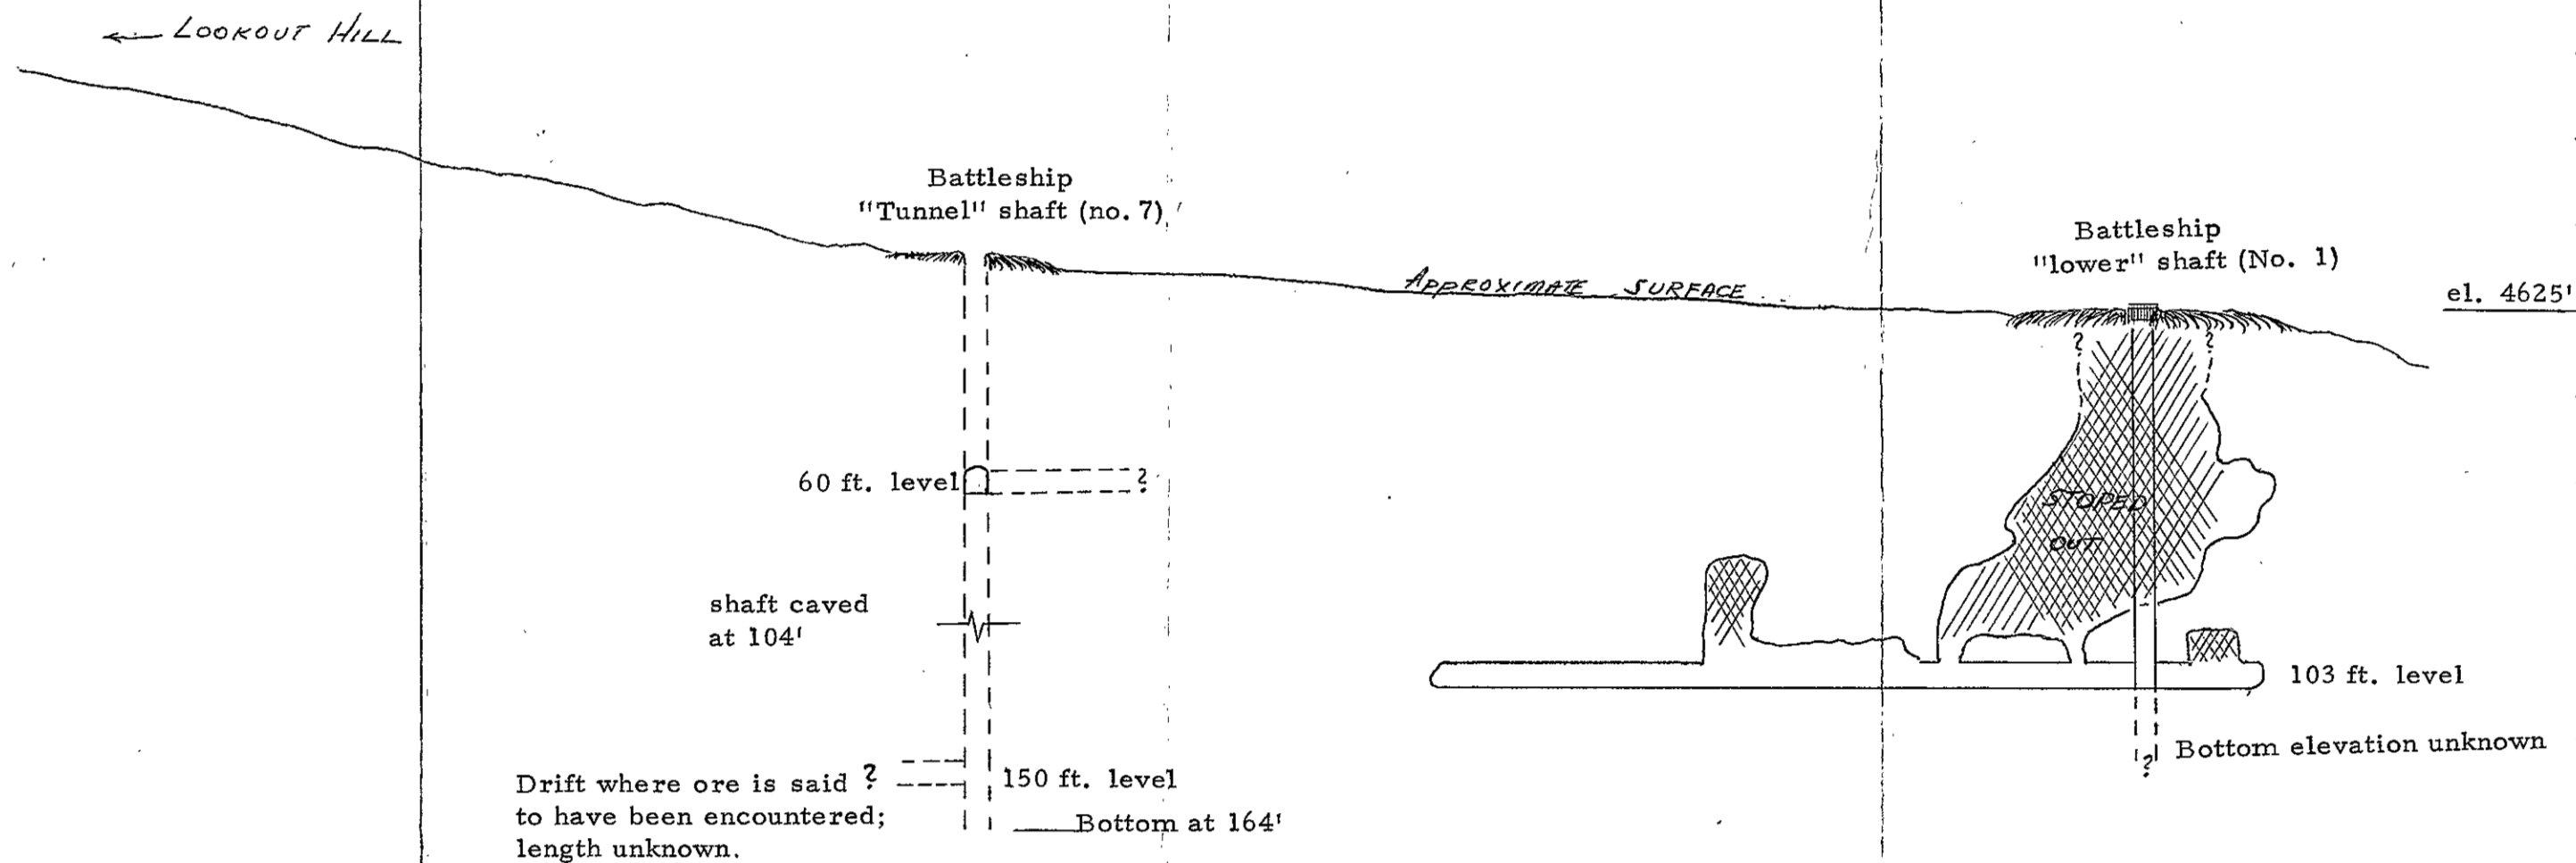 ← LOOKOUT HILL
Battleship
"Tunnel" shaft (no. 7)
Battleship
"lower" shaft (No. 1)
APPROXIMATE SURFACE
el. 4625'
?
?
60 ft. level
?
STOPED
OUT
shaft caved
at 104'
103 ft. level
Drift where ore is said ?
to have been encountered;
length unknown.
150 ft. level
Bottom at 164'
? Bottom elevation unknown